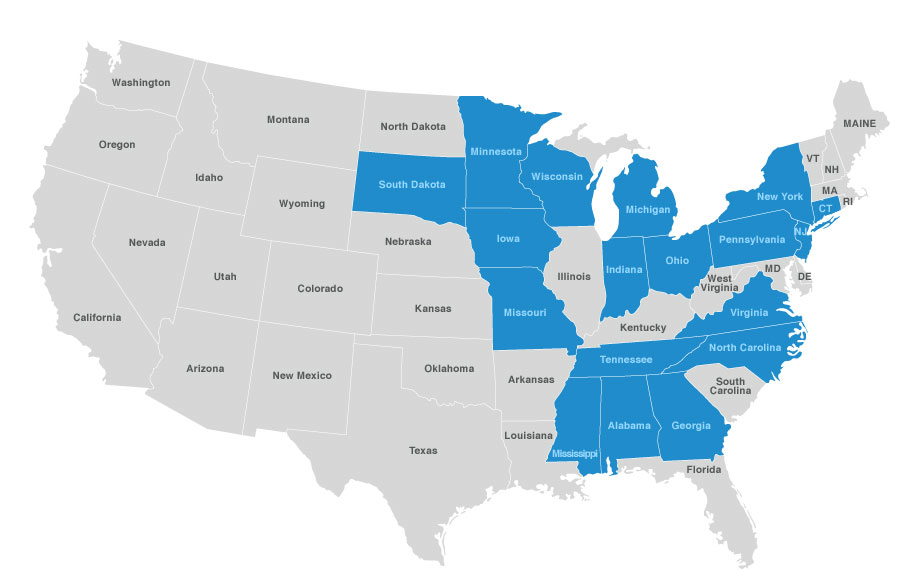 Washington
MAINE
Montana
North Dakota
Oregon
Minnesota
VT
NH
Idaho
South Dakota
Wisconsin
MA
New York
CT
RI
Wyoming
Michigan
NJ
Nevada
Nebraska
Iowa
Pennsylvania
Ohio
Indiana
MD
DE
Utah
Illinois
West
Virginia
Colorado
Kansas
Missouri
Virginia
California
Kentucky
North Carolina
Tennessee
Arizona
New Mexico
Oklahoma
Arkansas
South
Carolina
Alabama
Georgia
Louisiana
Texas
Mississippi
Florida